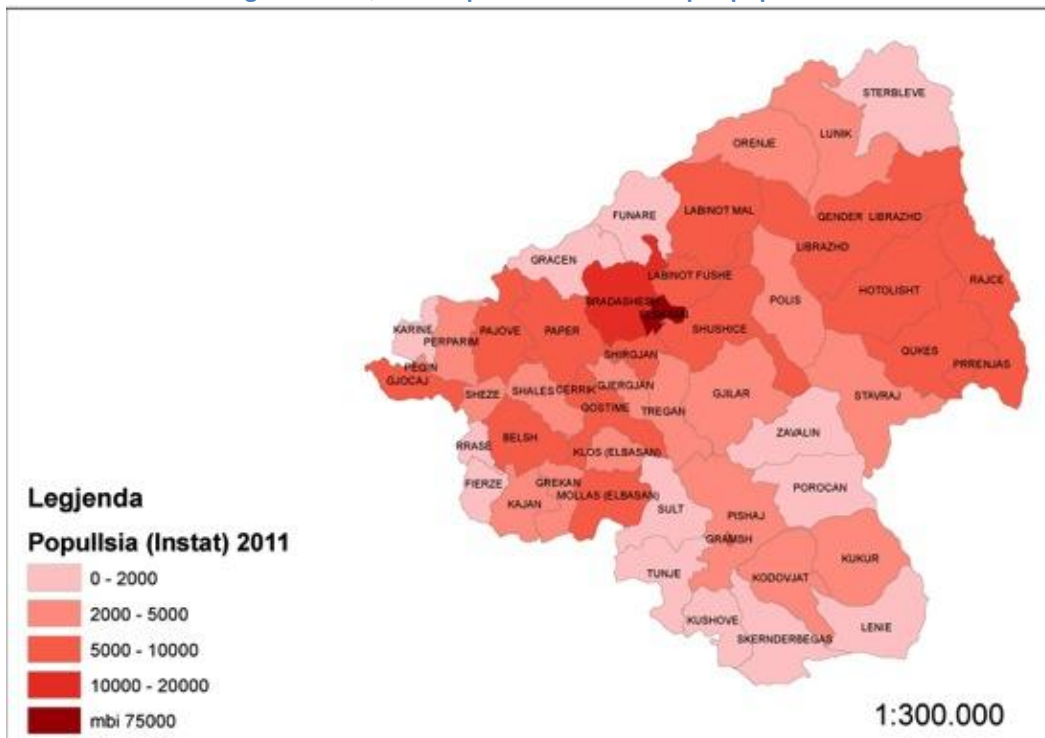 STERBLEVE
LUNIK
ORENJE
LABINOT MAL
FUNARE
GENDER LIBRAZHD
LIBRAZHD
GRACEN
LABINOT FUSHE
HOTOLISHT
RAJCE
BRADASHESH
POLIS
KARINE
PERPARIM
PAJOVE
PAPER
SHUSHICE
QUKES
PRRENJAS
PEQIN
GJOCAJ
SHIRGJAN
SHEZE
SHALES
CERRIK
GJERGJAN
GJILAR
STAVRAJ
GOSTIME
TREGAN
ZAVALIN
RRASE
BELSH
KLOS (ELBASAN)
FIERZE
KAJAN
GREKAN
MOLLAS (ELBASAN)
SULT
POROCAN
PISHAJ
GRAMSH
KUKUR
TUNJE
KODOVJAT
KUSHOVE
SKERNDERBEGAS
LENIE
Legjenda
Popullsia (Instat) 2011
0 - 2000
2000 - 5000
5000 - 10000
10000 - 20000
mbi 75000
1:300.000